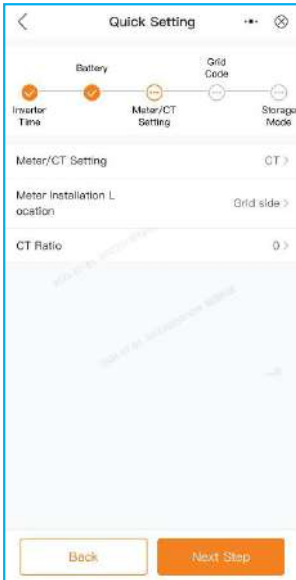 Quick Setting
Battery
Grid
Code
Inverter
Time
Meter/CT
Setting
Storage
Mode
Meter/CT Setting
CT
Meter Installation L
ocation
Grid side
CT Ratio
0
Back
Next Step